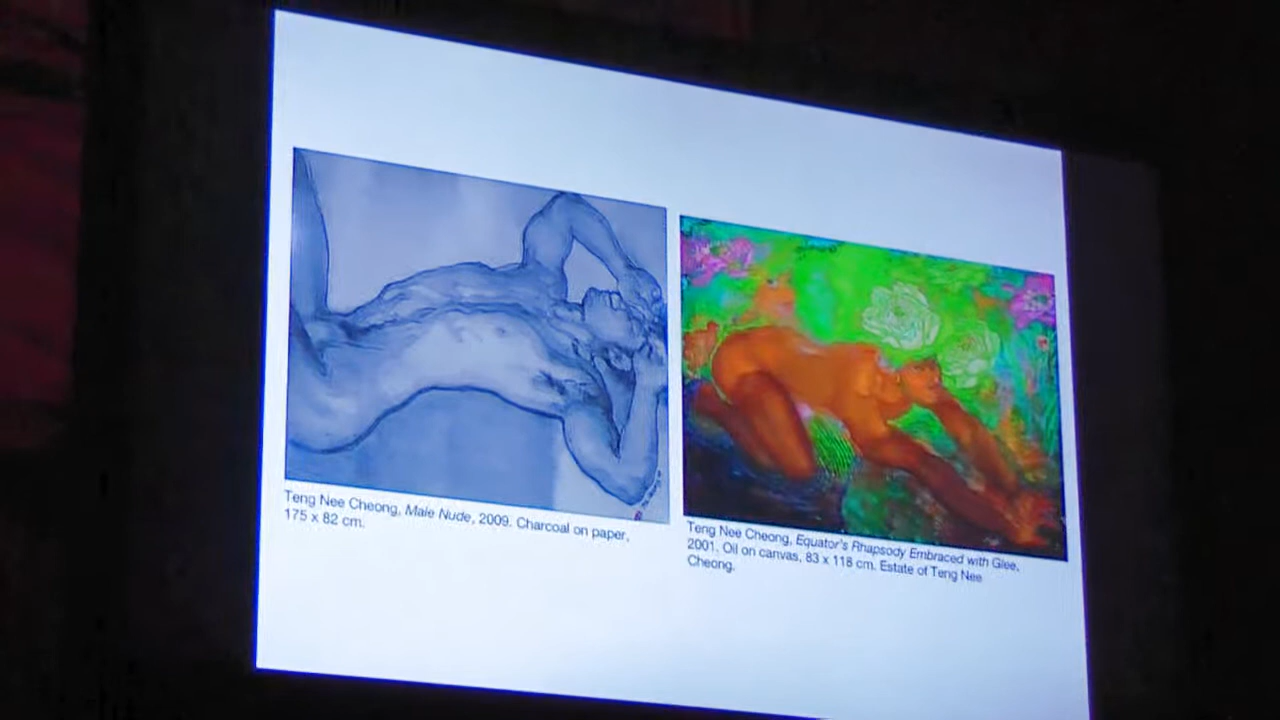 Teng Nee Cheong, Male Nude, 2009. Charcoal on paper,
175 x 82 cm.
Teng Nee Cheong, Equator's Rhapsody Embraced with Glee,
2001. Oil on canvas, 83 x 118 cm. Estate of Teng Nee
Cheong.